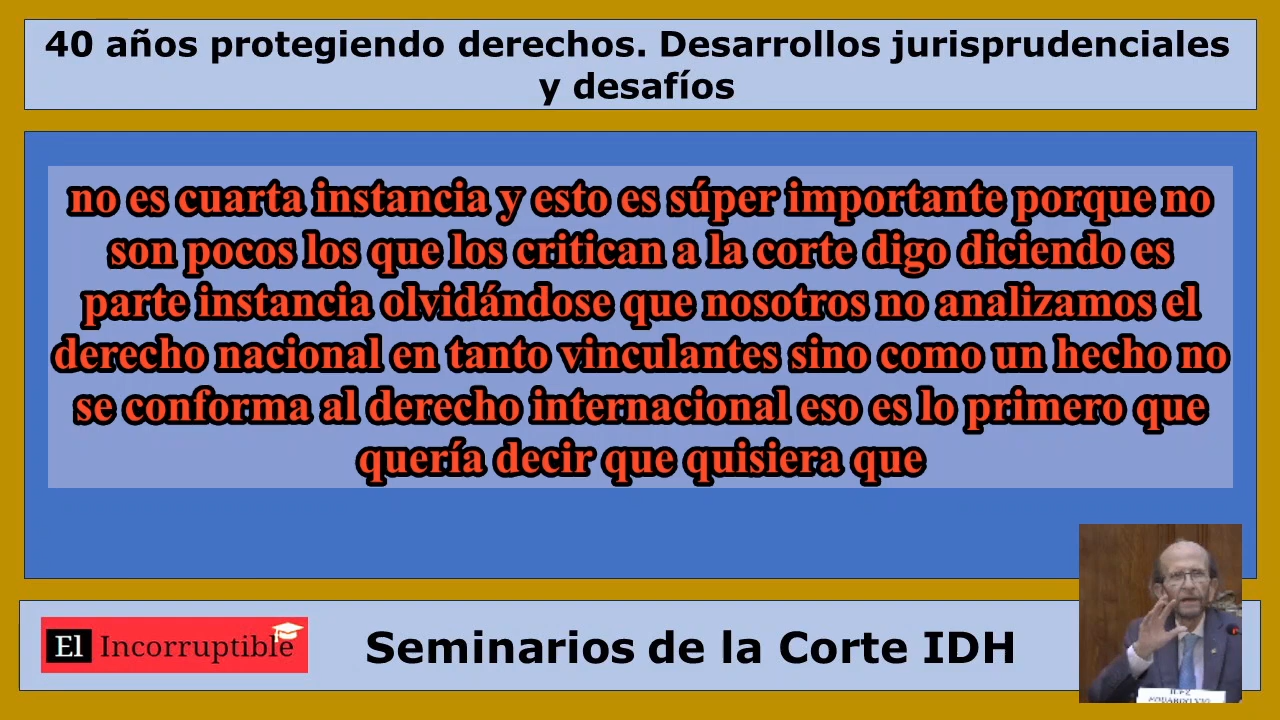 40 años protegiendo derechos. Desarrollos jurisprudenciales
y desafíos
no es cuarta instancia y esto es súper importante porque no
son pocos los que los critican a la corte digo diciendo es
parte instancia olvidándose que nosotros no analizamos el
derecho nacional en tanto vinculantes sino como un hecho no
se conforma al derecho internacional eso es lo primero que
quería decir que quisiera que
El Incorruptible
Seminarios de la Corte IDH